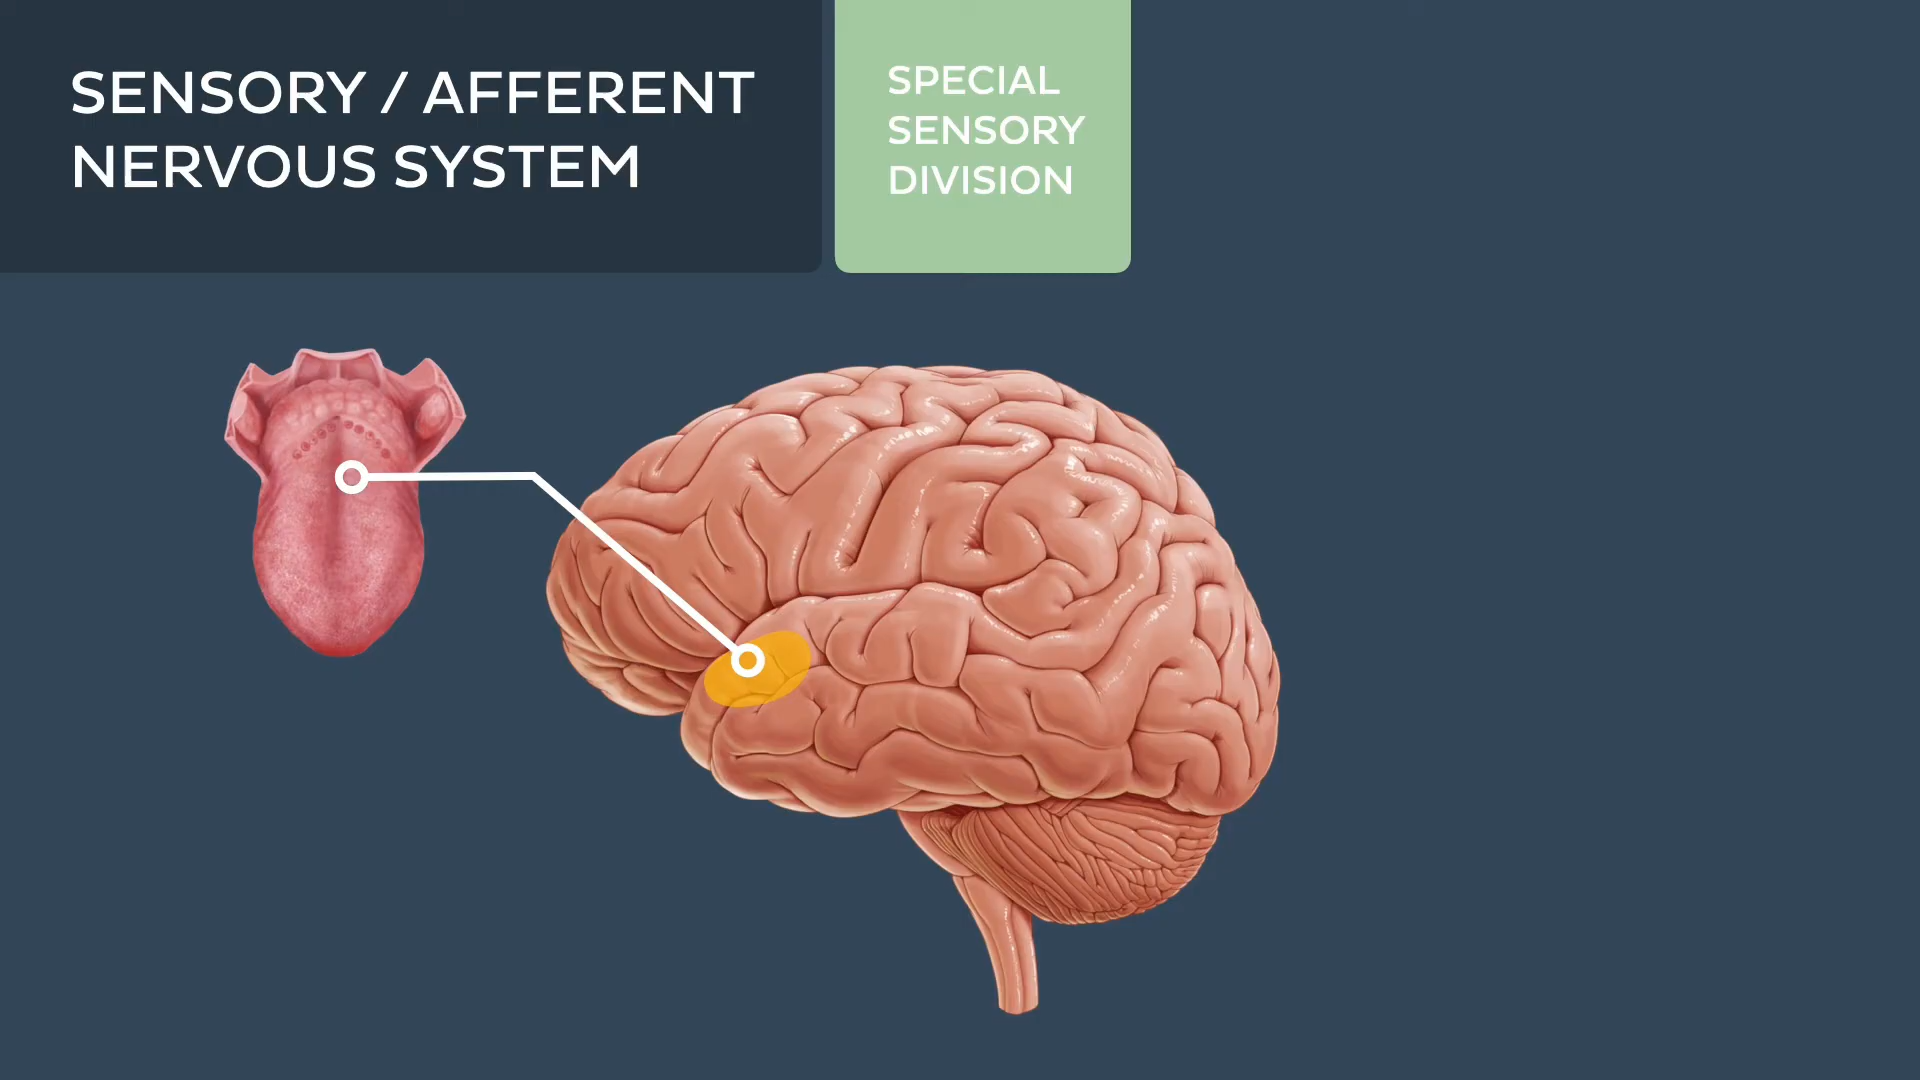 SENSORY / AFFERENT
NERVOUS SYSTEM
SPECIAL
SENSORY
DIVISION